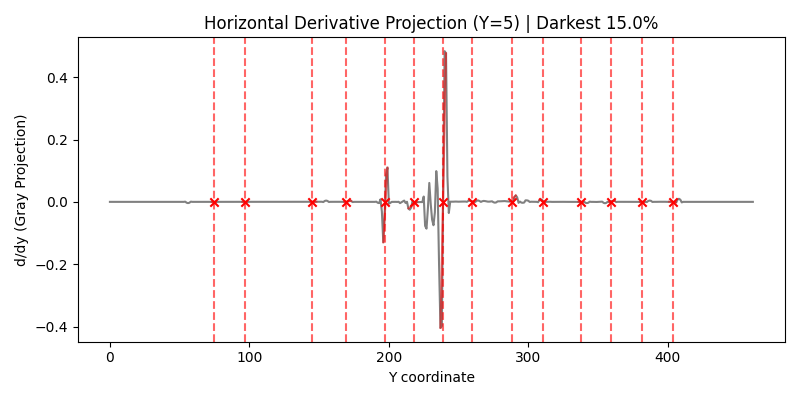 Horizontal Derivative Projection (Y=5) | Darkest 15.0%
d/dy (Gray Projection)
0.4
0.2
0.0
−0.2
−0.4
0 100 200 300 400
Y coordinate